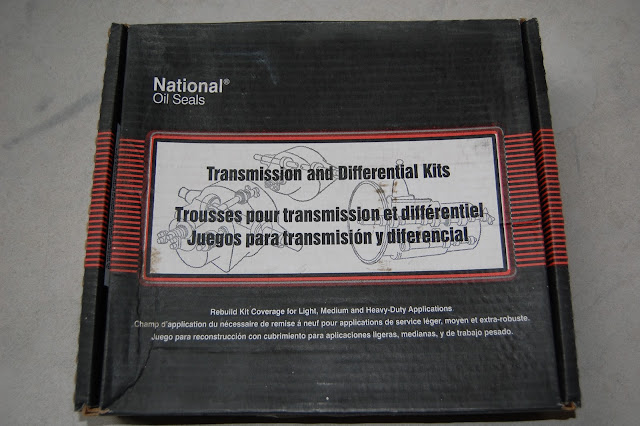 National®
Oil Seals
Transmission and Differential Kits
Trousses pour transmission et différentiel
Juegos para transmisión y diferencial
Rebuild Kit Coverage for Light, Medium and Heavy-Duty Applications
Champ d'application du nécessaire de remise à neuf pour applications de service léger, moyen et extra-robuste.
Juego para reconstrucción con cubrimiento para aplicaciones ligeras, medianas, y de trabajo pesado.